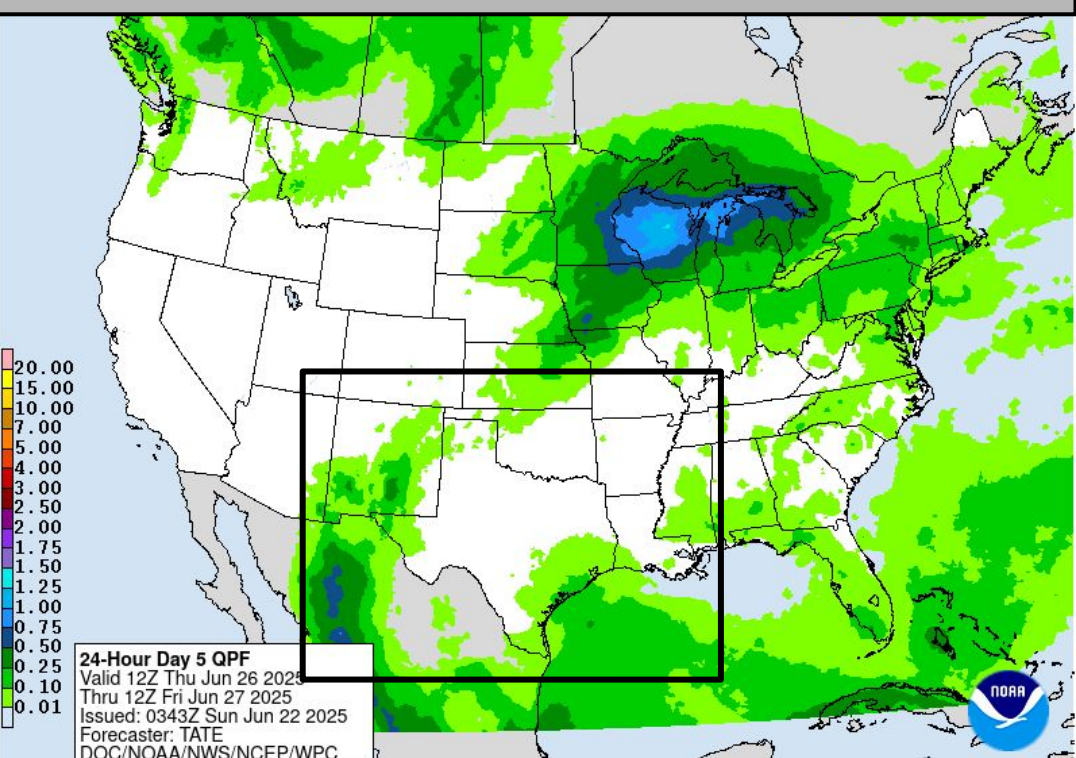 20.00
15.00
10.00
7.00
5.00
4.00
3.00
2.50
2.00
1.75
1.50
1.25
1.00
0.75
0.50
0.25
0.10
0.01
24-Hour Day 5 QPF
Valid 12Z Thu Jun 26 2025
Thru 12Z Fri Jun 27 2025
Issued: 0343Z Sun Jun 22 2025
Forecaster: TATE
DOC/NOAA/NWS/NCEP/WPC
NOAA